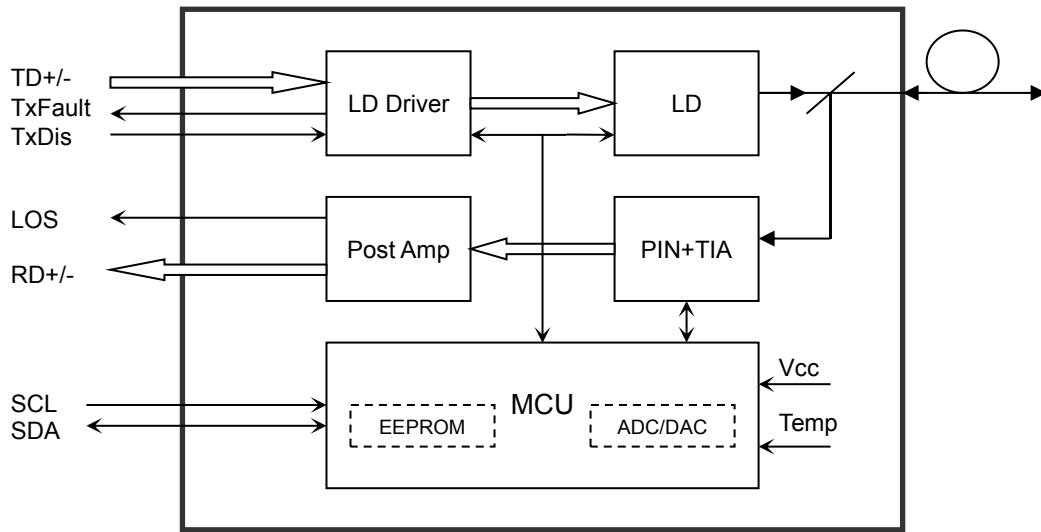 TD+/-
TxFault
TxDis
LD Driver
LD
LOS
RD+/-
Post Amp
PIN+TIA
SCL
SDA
MCU
EEPROM
ADC/DAC
Vcc
Temp